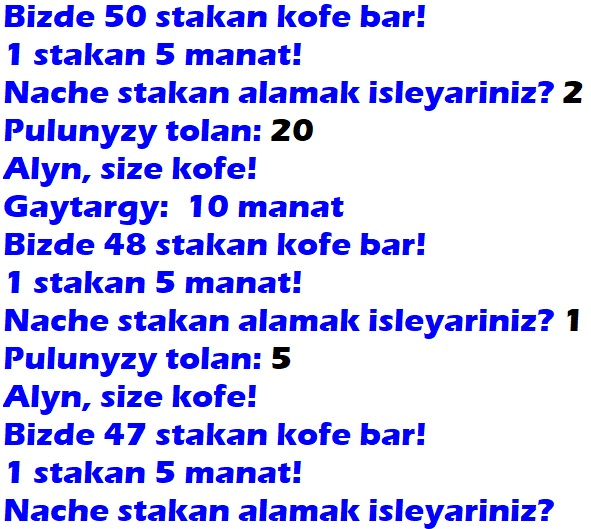 Bizde 50 stakan kofe bar!
1 stakan 5 manat!
Nache stakan alamak isleyariniz? 2
Pulunyzy tolan: 20
Alyn, size kofe!
Gaytargy:  10 manat
Bizde 48 stakan kofe bar!
1 stakan 5 manat!
Nache stakan alamak isleyariniz? 1
Pulunyzy tolan: 5
Alyn, size kofe!
Bizde 47 stakan kofe bar!
1 stakan 5 manat!
Nache stakan alamak isleyariniz?